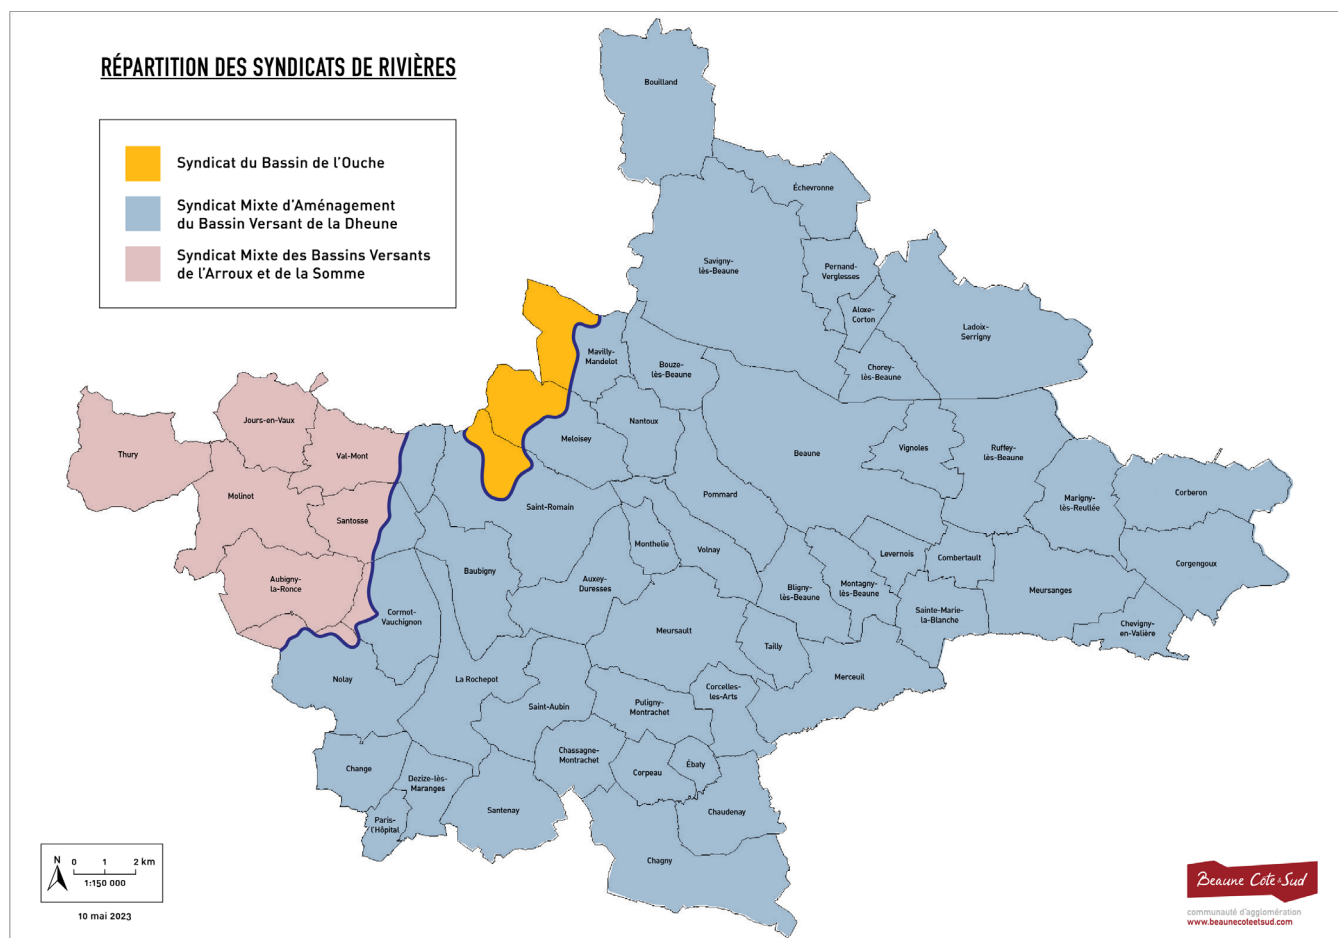 RÉPARTITION DES SYNDICATS DE RIVIÈRES
Syndicat du Bassin de l'Ouche
Syndicat Mixte d'Aménagement
du Bassin Versant de la Dheune
Syndicat Mixte des Bassins Versants
de l'Arroux et de la Somme
Bouilland
Échevronne
Savigny-
lès-Beaune
Pernand-
Verglesses
Aloxe-
Corton
Ladoix-
Serrigny
Chorey-
lès-Beaune
Mavilly-
Mandelot
Bouze-
lès-Beaune
Nantoux
Meloisey
Beaune
Vignoles
Ruffey-
lès-Beaune
Marigny-
lès-Reullée
Corberon
Corgengoux
Jours-en-Vaux
Thury
Val-Mont
Molinot
Santosse
Saint-Romain
Pommard
Monthelie
Volnay
Levernois
Combertault
Aubigny-
la-Ronce
Baubigny
Auxey-
Duresses
Bligny-
lès-Beaune
Montagny-
lès-Beaune
Meursanges
Cormot-
Vauchignon
Sainte-Marie-
la-Blanche
Chevigny-
en-Valière
Meursault
Tailly
Nolay
La Rochepot
Merceuil
Saint-Aubin
Puligny-
Montrachet
Corcelles-
les-Arts
Chassagne-
Montrachet
Change
Dezize-lès-
Maranges
Corpeau
Ébaty
Santenay
Chaudenay
Paris-
l'Hôpital
Chagny
N 0 1 2 km
1:150 000
10 mai 2023
Beaune Côte & Sud
communauté d'agglomération
www.beaunecoteetsud.com